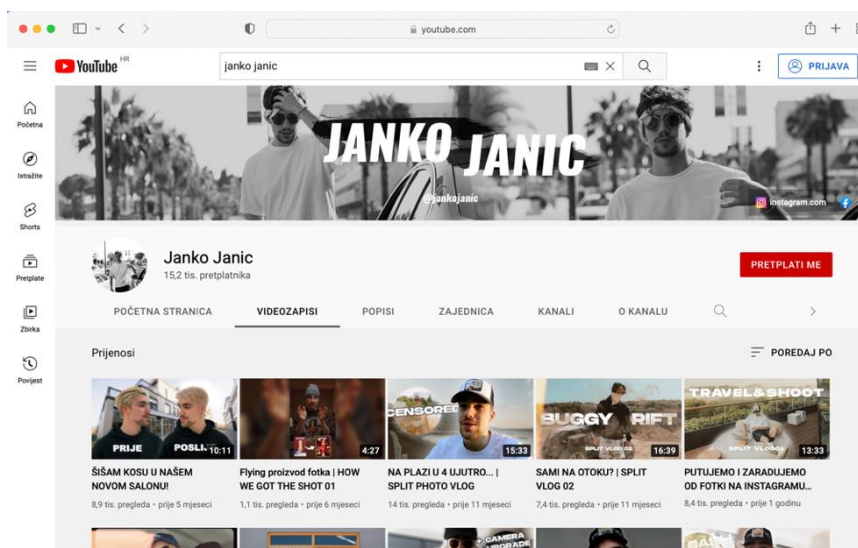 youtube.com
YouTube HR
janko janic
PRIJAVA
Početna
Istražite
Shorts
Pretplate
Zbirka
Povijest
JANKO JANIC
@jankojanic
instagram.com
Janko Janic
15,2 tis. pretplatnika
PRETPLATI ME
POČETNA STRANICA VIDEOZAPISI POPISI ZAJEDNICA KANALI O KANALU
Prijenosi
POREDAJ PO
PRIJE POSLIJ
10:11
4:27
CENSORED
15:33
BUGGY RIFT
SPLIT VLOG 02
16:39
TRAVEL&SHOOT
SPLIT VLOG 01
13:33
ŠIŠAM KOSU U NAŠEM
NOVOM SALONU!
8,9 tis. pregleda • prije 5 mjeseci
Flying proizvod fotka | HOW
WE GOT THE SHOT 01
1,1 tis. pregleda • prije 6 mjeseci
NA PLAZI U 4 UJUTRO... |
SPLIT PHOTO VLOG
14 tis. pregleda • prije 11 mjeseci
SAMI NA OTOKU? | SPLIT
VLOG 02
7,4 tis. pregleda • prije 11 mjeseci
PUTUJEMO I ZARADUJEMO
OD FOTKI NA INSTAGRAMU...
8,4 tis. pregleda • prije 1 godinu
+ CAMERA
UPGRADE